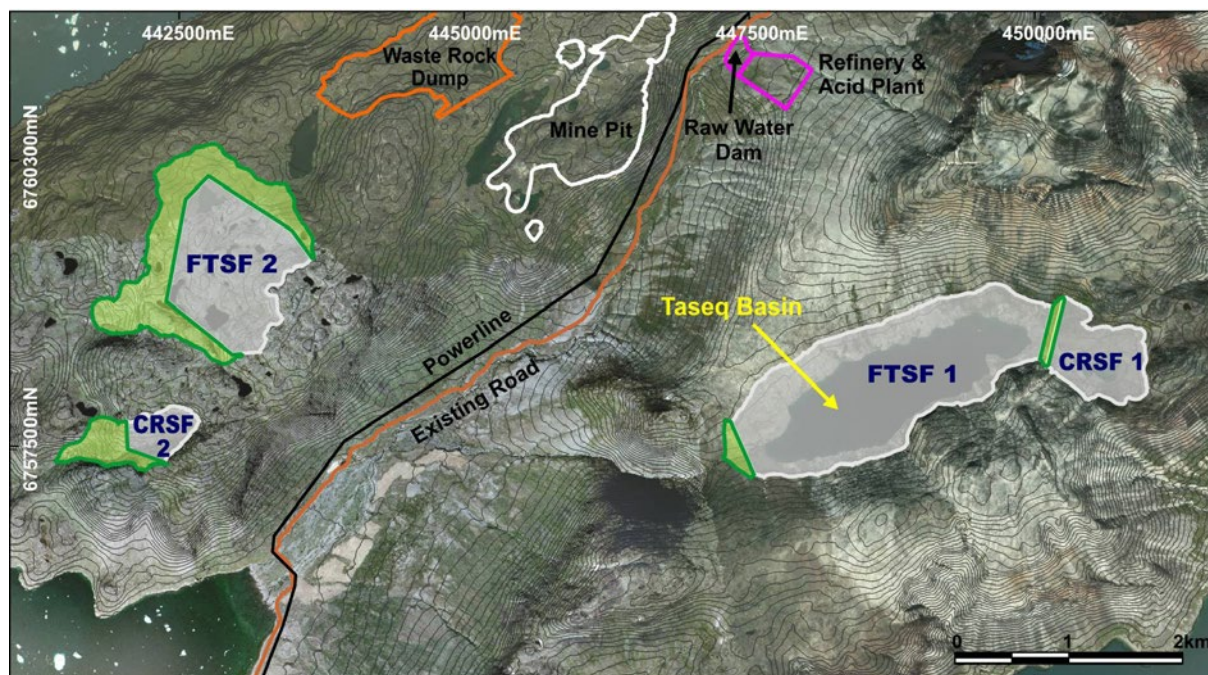 442500mE
445000mE
447500mE
450000mE
Waste Rock
Dump
Mine Pit
Refinery &
Acid Plant
Raw Water
Dam
6760300mN
FTSF 2
Taseq Basin
Powerline
Existing Road
FTSF 1
CRSF 1
CRSF
2
6757500mN
0
1
2km